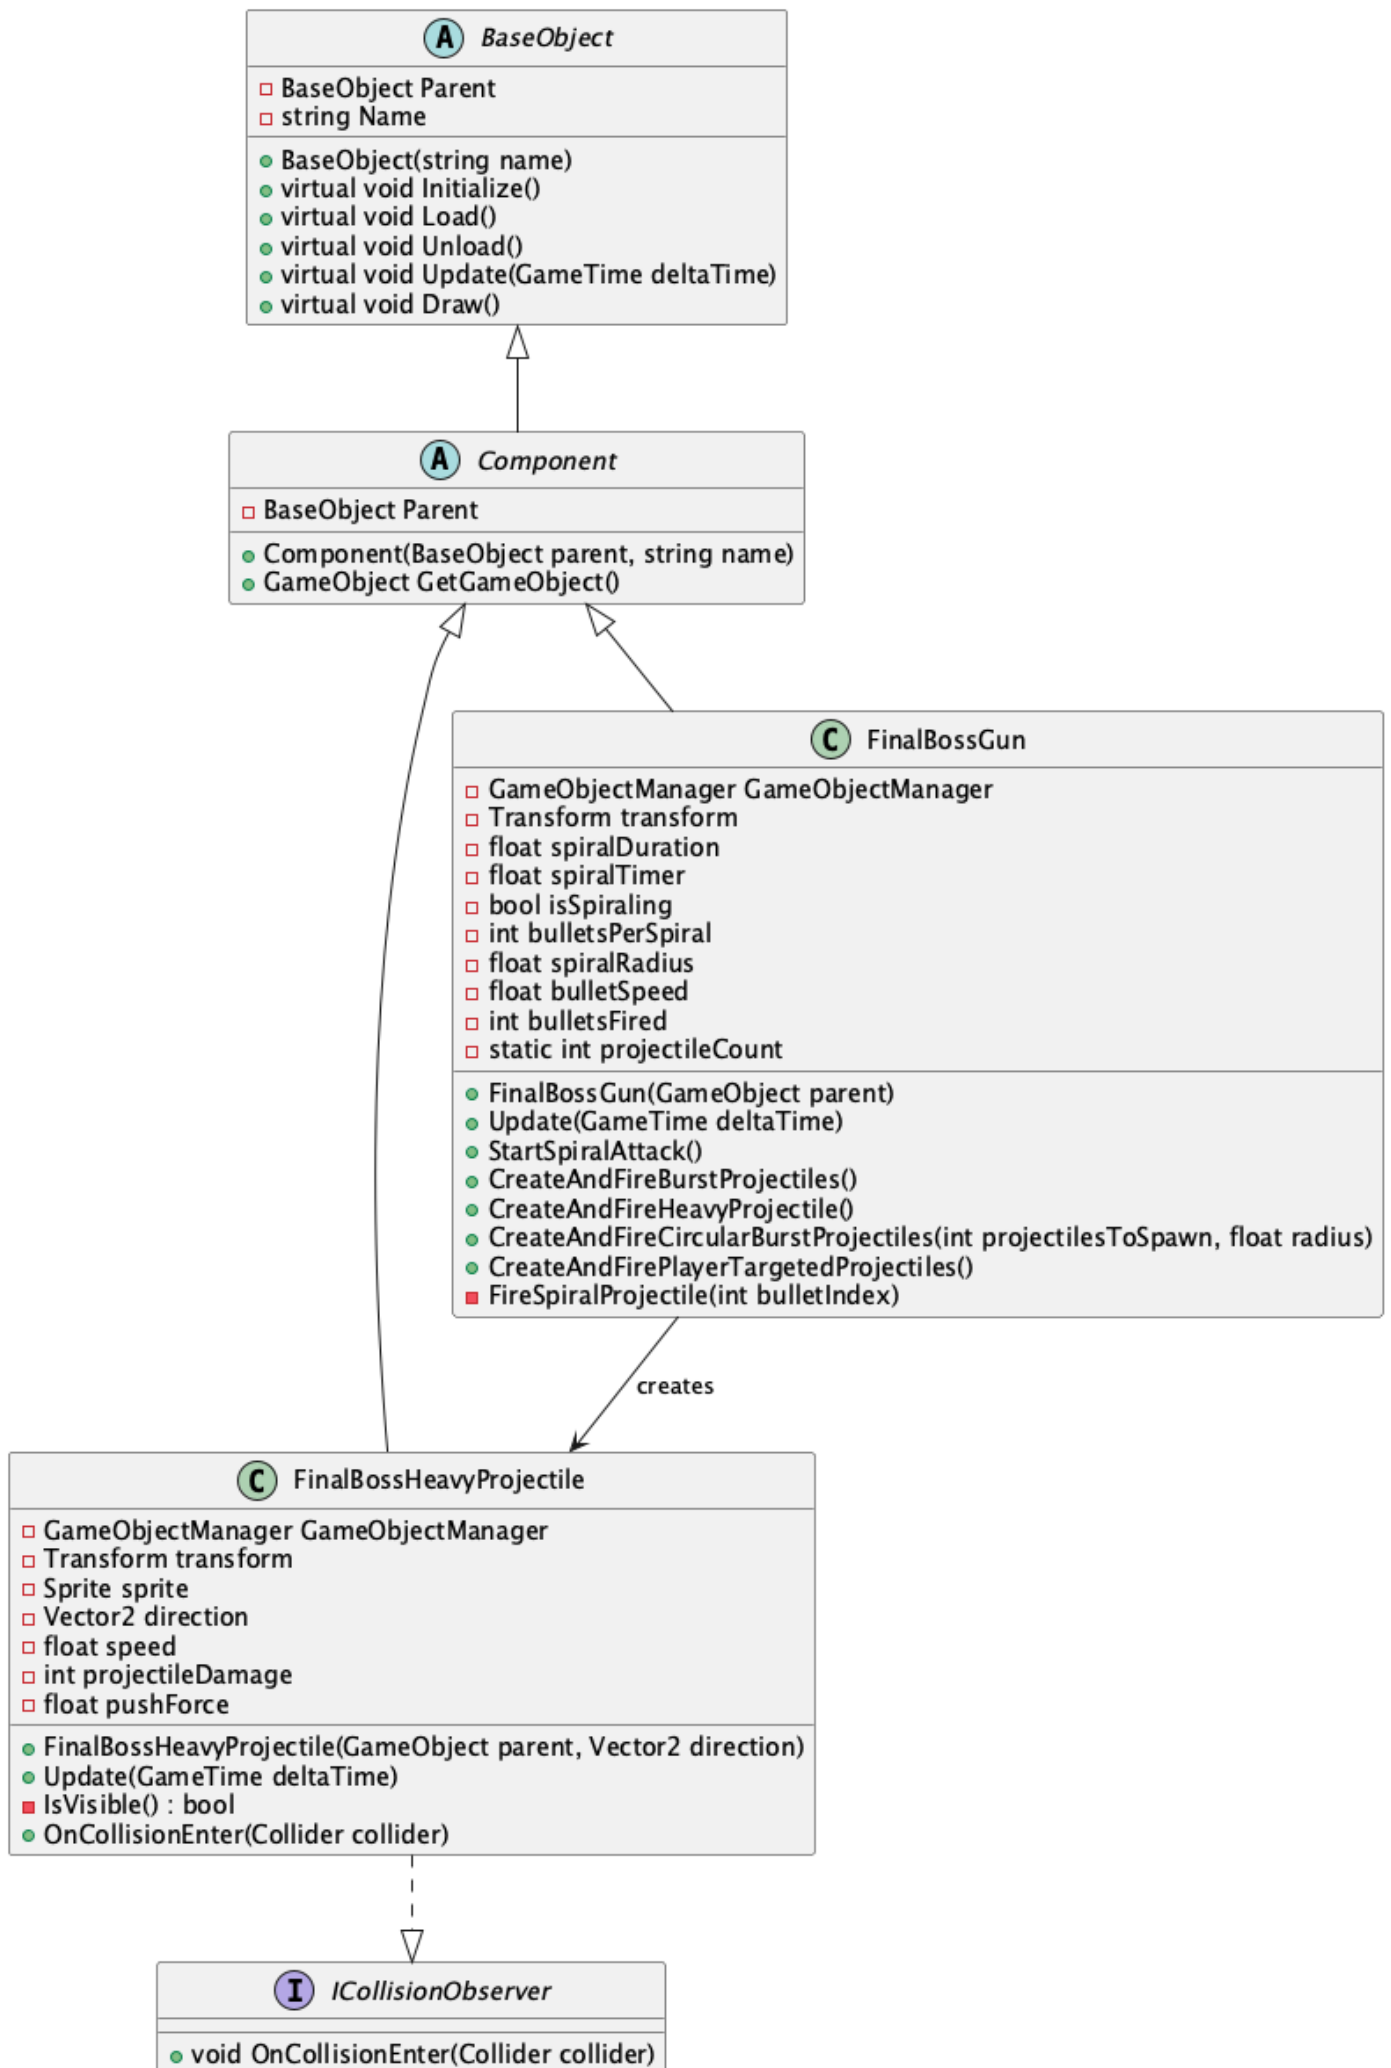 A BaseObject
BaseObject Parent
string Name
BaseObject(string name)
virtual void Initialize()
virtual void Load()
virtual void Unload()
virtual void Update(GameTime deltaTime)
virtual void Draw()
A Component
BaseObject Parent
Component(BaseObject parent, string name)
GameObject GetGameObject()
C FinalBossGun
GameObjectManager GameObjectManager
Transform transform
float spiralDuration
float spiralTimer
bool isSpiraling
int bulletsPerSpiral
float spiralRadius
float bulletSpeed
int bulletsFired
static int projectileCount
FinalBossGun(GameObject parent)
Update(GameTime deltaTime)
StartSpiralAttack()
CreateAndFireBurstProjectiles()
CreateAndFireHeavyProjectile()
CreateAndFireCircularBurstProjectiles(int projectilesToSpawn, float radius)
CreateAndFirePlayerTargetedProjectiles()
FireSpiralProjectile(int bulletIndex)
creates
C FinalBossHeavyProjectile
GameObjectManager GameObjectManager
Transform transform
Sprite sprite
Vector2 direction
float speed
int projectileDamage
float pushForce
FinalBossHeavyProjectile(GameObject parent, Vector2 direction)
Update(GameTime deltaTime)
IsVisible() : bool
OnCollisionEnter(Collider collider)
I ICollisionObserver
void OnCollisionEnter(Collider collider)